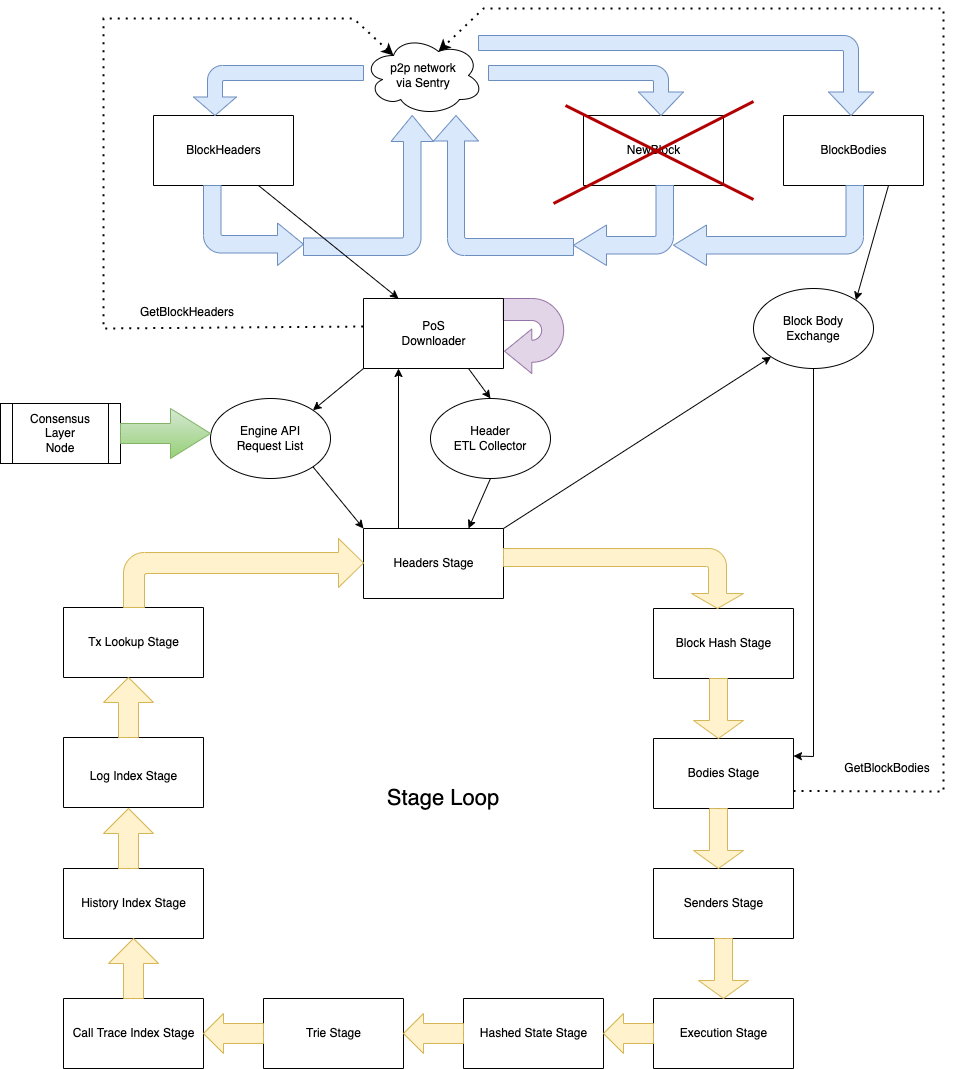 p2p network
via Sentry
BlockHeaders
NewBlock
BlockBodies
GetBlockHeaders
PoS
Downloader
Block Body
Exchange
Consensus
Layer
Node
Engine API
Request List
Header
ETL Collector
Headers Stage
Tx Lookup Stage
Block Hash Stage
Log Index Stage
Bodies Stage
GetBlockBodies
Stage Loop
History Index Stage
Senders Stage
Call Trace Index Stage
Trie Stage
Hashed State Stage
Execution Stage